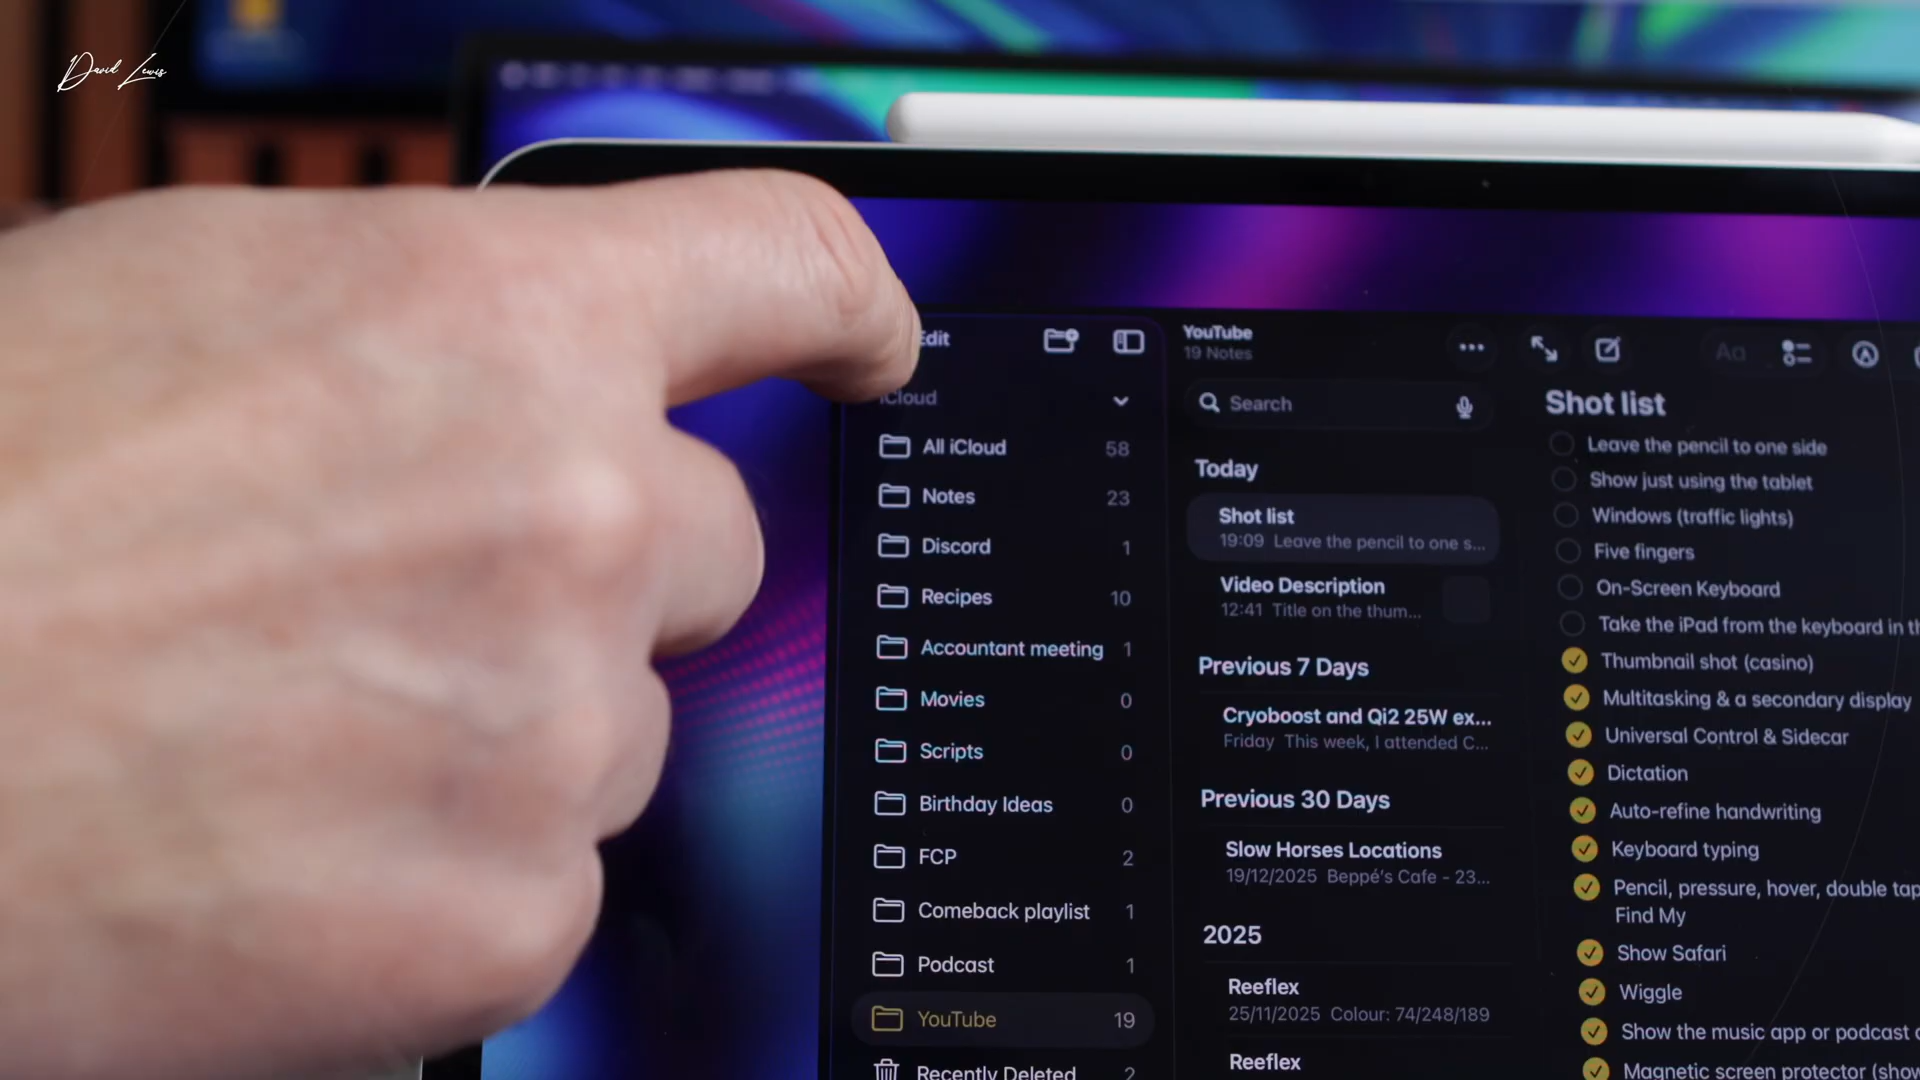 David Lewis
Edit
iCloud
All iCloud 58
Notes 23
Discord 1
Recipes 10
Accountant meeting 1
Movies 0
Scripts 0
Birthday Ideas 0
FCP 2
Comeback playlist 1
Podcast 1
YouTube 19
Recently Deleted 2
YouTube
19 Notes
Search
Today
Shot list
19:09 Leave the pencil to one s...
Video Description
12:41 Title on the thum...
Previous 7 Days
Cryoboost and Qi2 25W ex...
Friday This week, I attended C...
Previous 30 Days
Slow Horses Locations
19/12/2025 Beppé's Cafe - 23...
2025
Reeflex
25/11/2025 Colour: 74/248/189
Reeflex
Aa
Shot list
Leave the pencil to one side
Show just using the tablet
Windows (traffic lights)
Five fingers
On-Screen Keyboard
Take the iPad from the keyboard in
Thumbnail shot (casino)
Multitasking & a secondary display
Universal Control & Sidecar
Dictation
Auto-refine handwriting
Keyboard typing
Pencil, pressure, hover, double tap
Find My
Show Safari
Wiggle
Show the music app or podcast
Magnetic screen protector (show